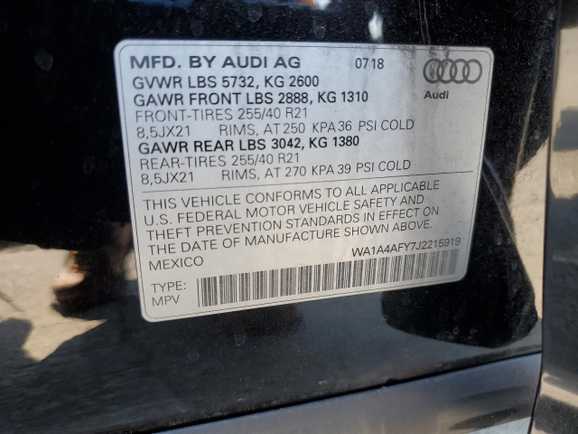 MFD. BY AUDI AG 07 18
GVWR LBS 5732, KG 2600
GAWR FRONT LBS 2888, KG 1310
FRONT-TIRES 255/40 R21
8,5JX21 RIMS, AT 250 KPA 36 PSI COLD
GAWR REAR LBS 3042, KG 1380
REAR-TIRES 255/40 R21
8,5JX21 RIMS, AT 270 KPA 39 PSI COLD
Audi
THIS VEHICLE CONFORMS TO ALL APPLICABLE
U.S. FEDERAL MOTOR VEHICLE SAFETY AND
THEFT PREVENTION STANDARDS IN EFFECT ON
THE DATE OF MANUFACTURE SHOWN ABOVE.
MEXICO
WA1A4AFY7J2215919
TYPE:
MPV